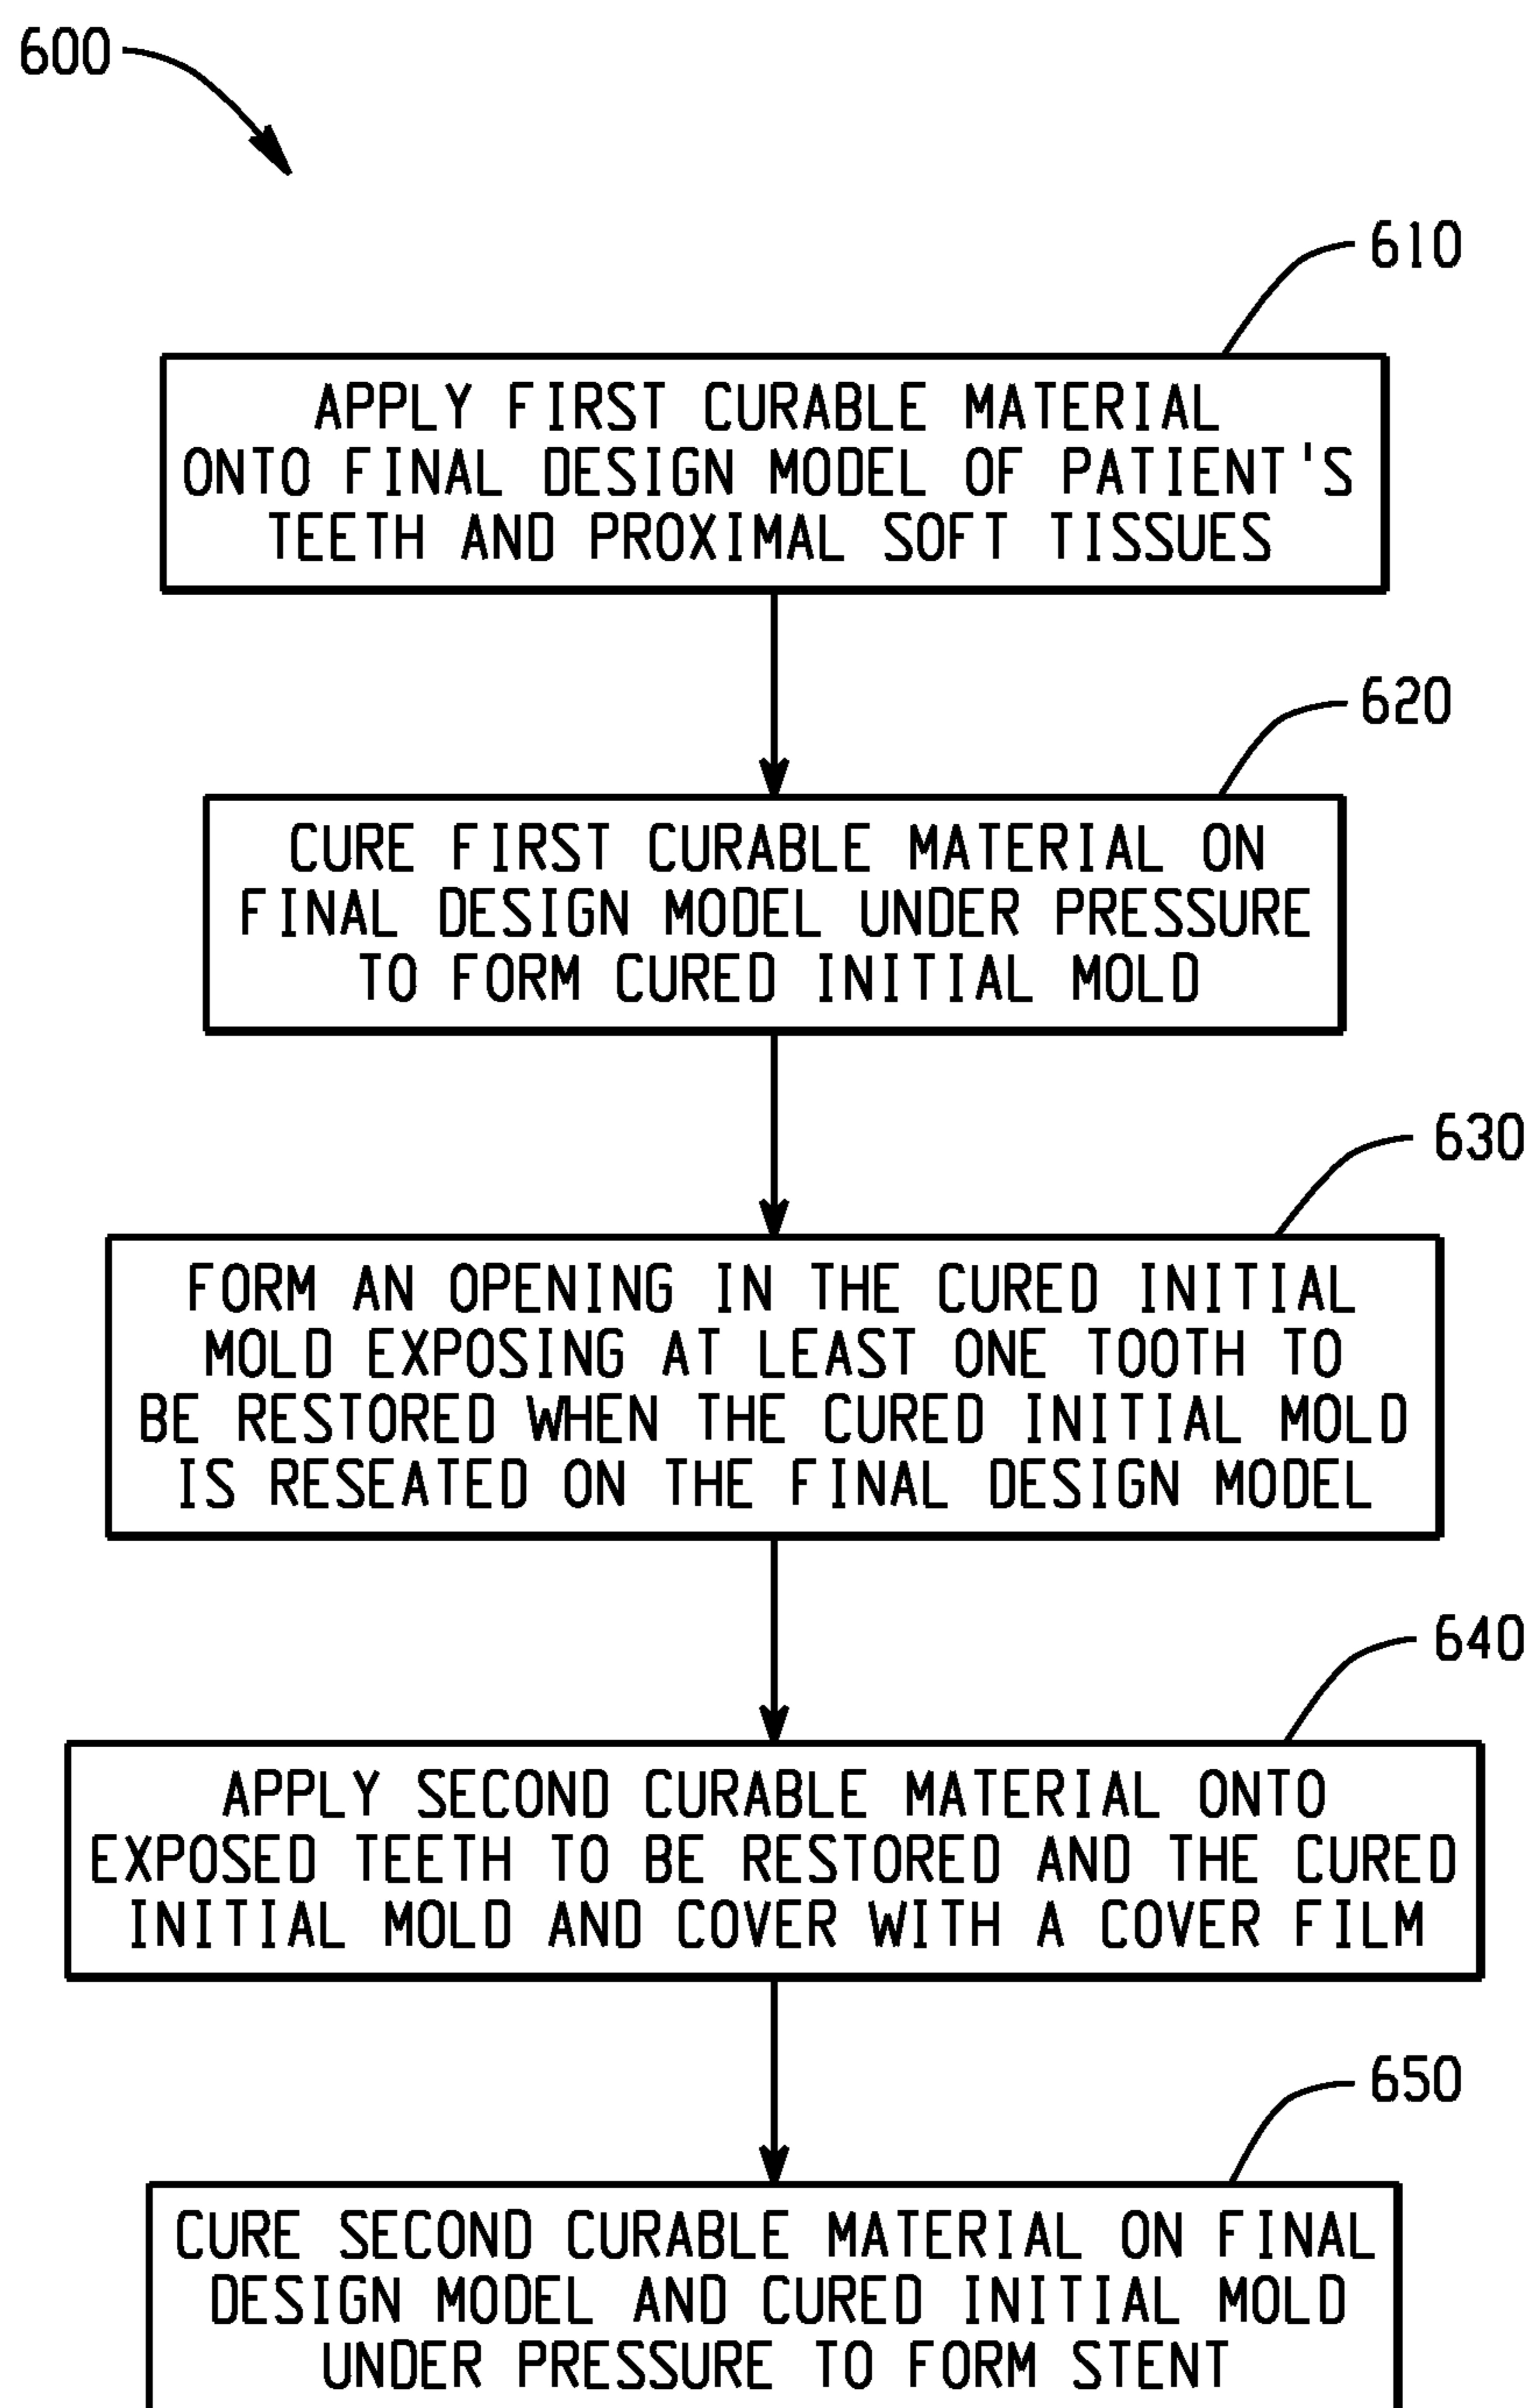 600
610
APPLY FIRST CURABLE MATERIAL
ONTO FINAL DESIGN MODEL OF PATIENT'S
TEETH AND PROXIMAL SOFT TISSUES
620
CURE FIRST CURABLE MATERIAL ON
FINAL DESIGN MODEL UNDER PRESSURE
TO FORM CURED INITIAL MOLD
630
FORM AN OPENING IN THE CURED INITIAL
MOLD EXPOSING AT LEAST ONE TOOTH TO
BE RESTORED WHEN THE CURED INITIAL MOLD
IS RESEATED ON THE FINAL DESIGN MODEL
640
APPLY SECOND CURABLE MATERIAL ONTO
EXPOSED TEETH TO BE RESTORED AND THE CURED
INITIAL MOLD AND COVER WITH A COVER FILM
650
CURE SECOND CURABLE MATERIAL ON FINAL
DESIGN MODEL AND CURED INITIAL MOLD
UNDER PRESSURE TO FORM STENT